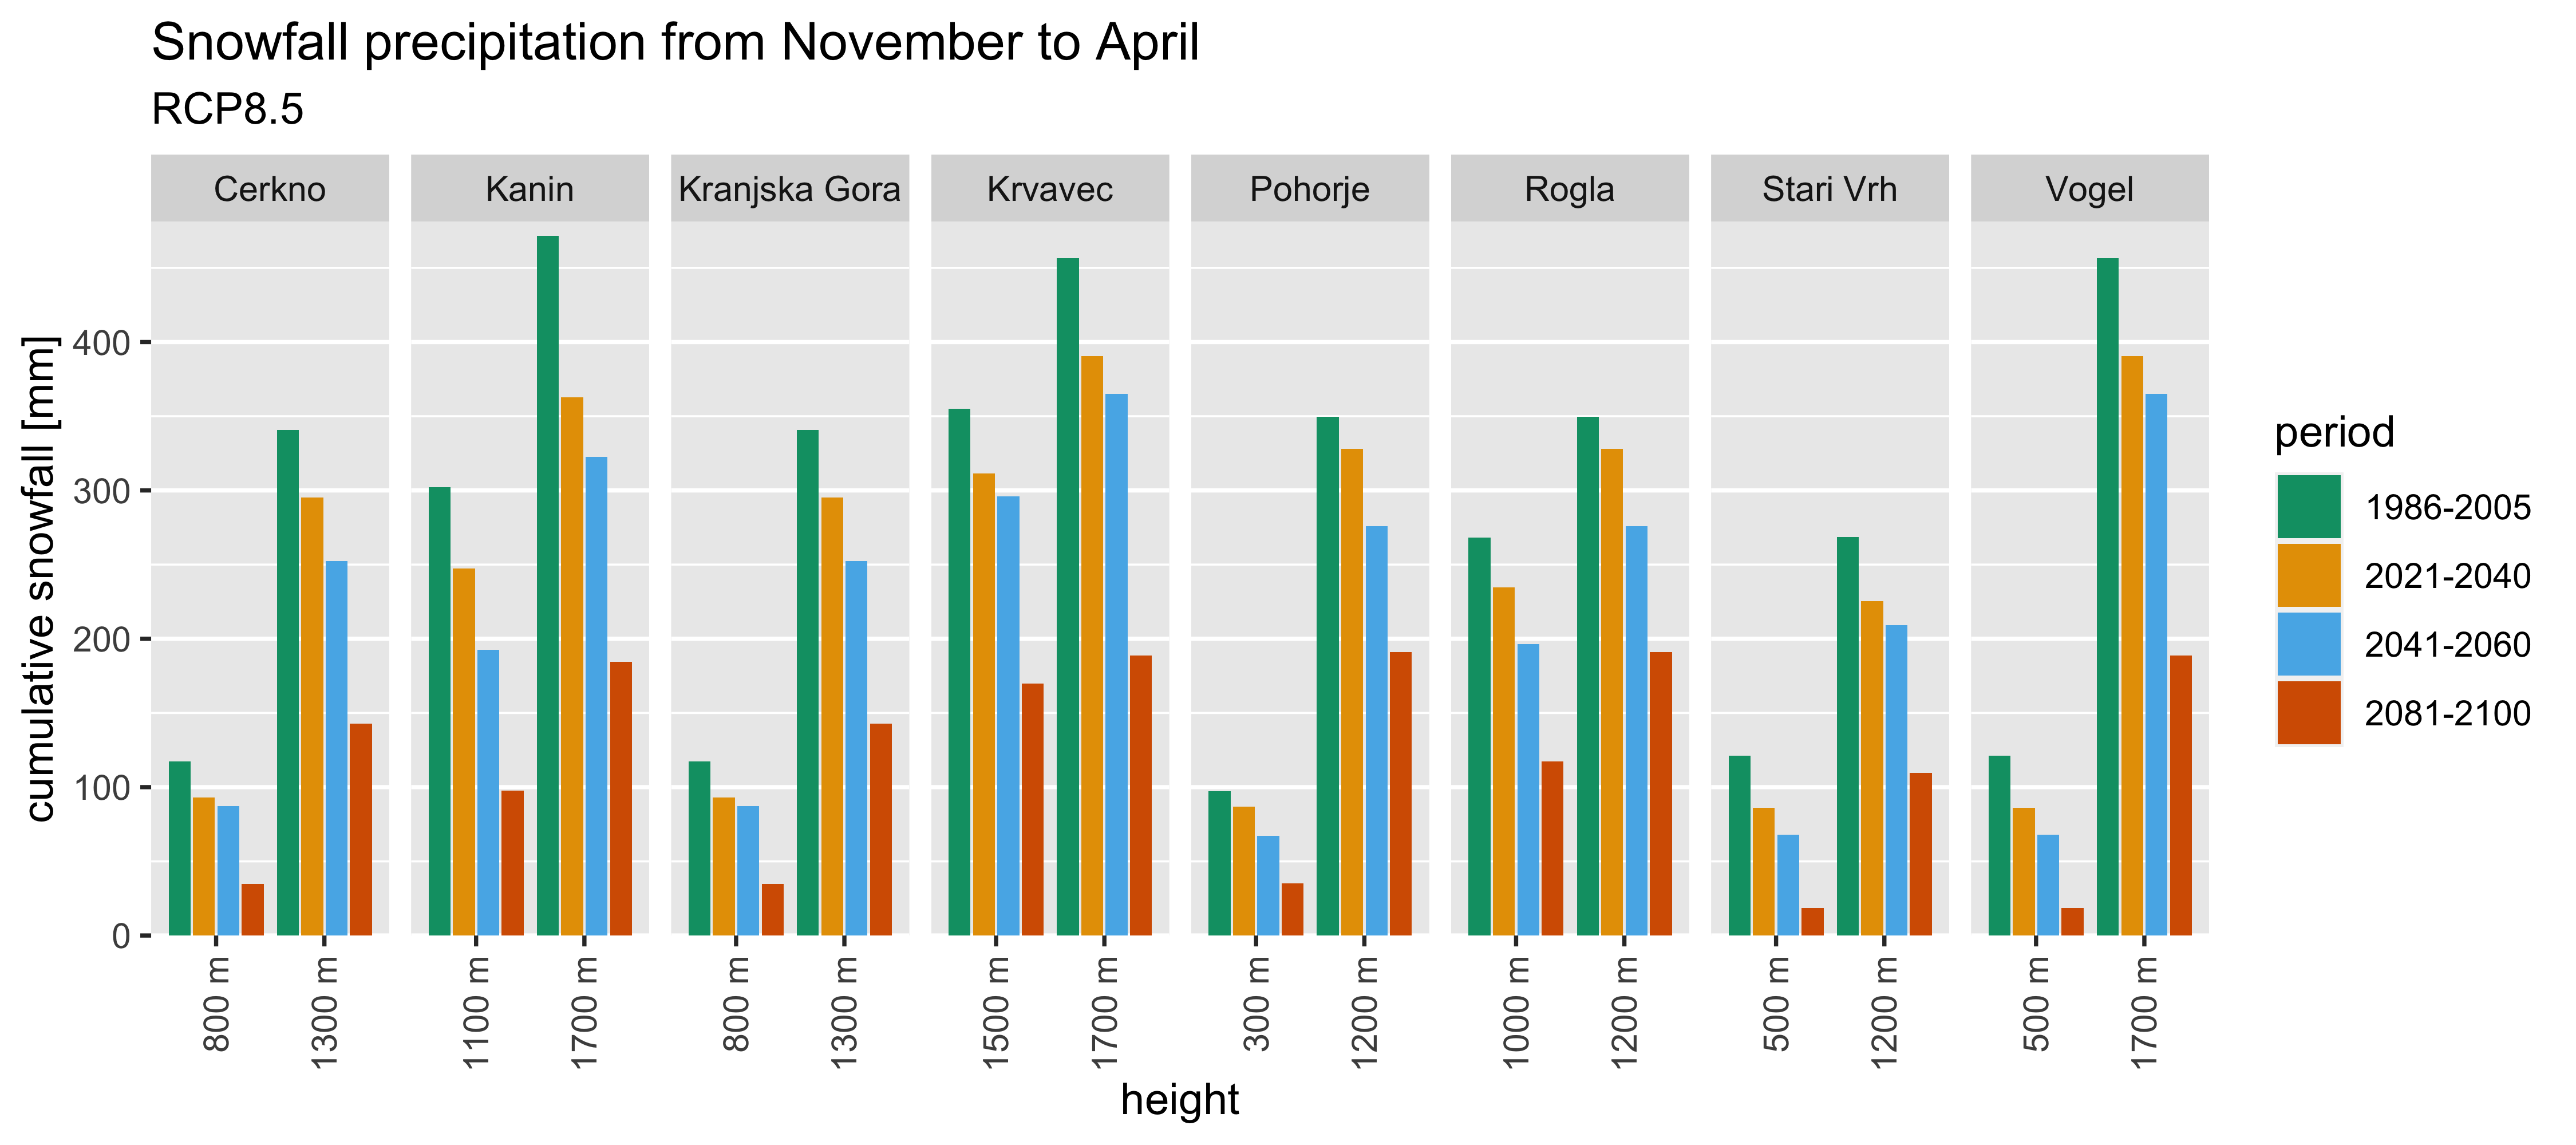 Snowfall precipitation from November to April
RCP8.5
Cerkno Kanin Kranjska Gora Krvavec Pohorje Rogla Stari Vrh Vogel
cumulative snowfall [mm]
400
300
200
100
0
800 m 1300 m 1100 m 1700 m 800 m 1300 m 1500 m 1700 m 300 m 1200 m 1000 m 1200 m 500 m 1200 m 500 m 1700 m
height
period
1986-2005
2021-2040
2041-2060
2081-2100